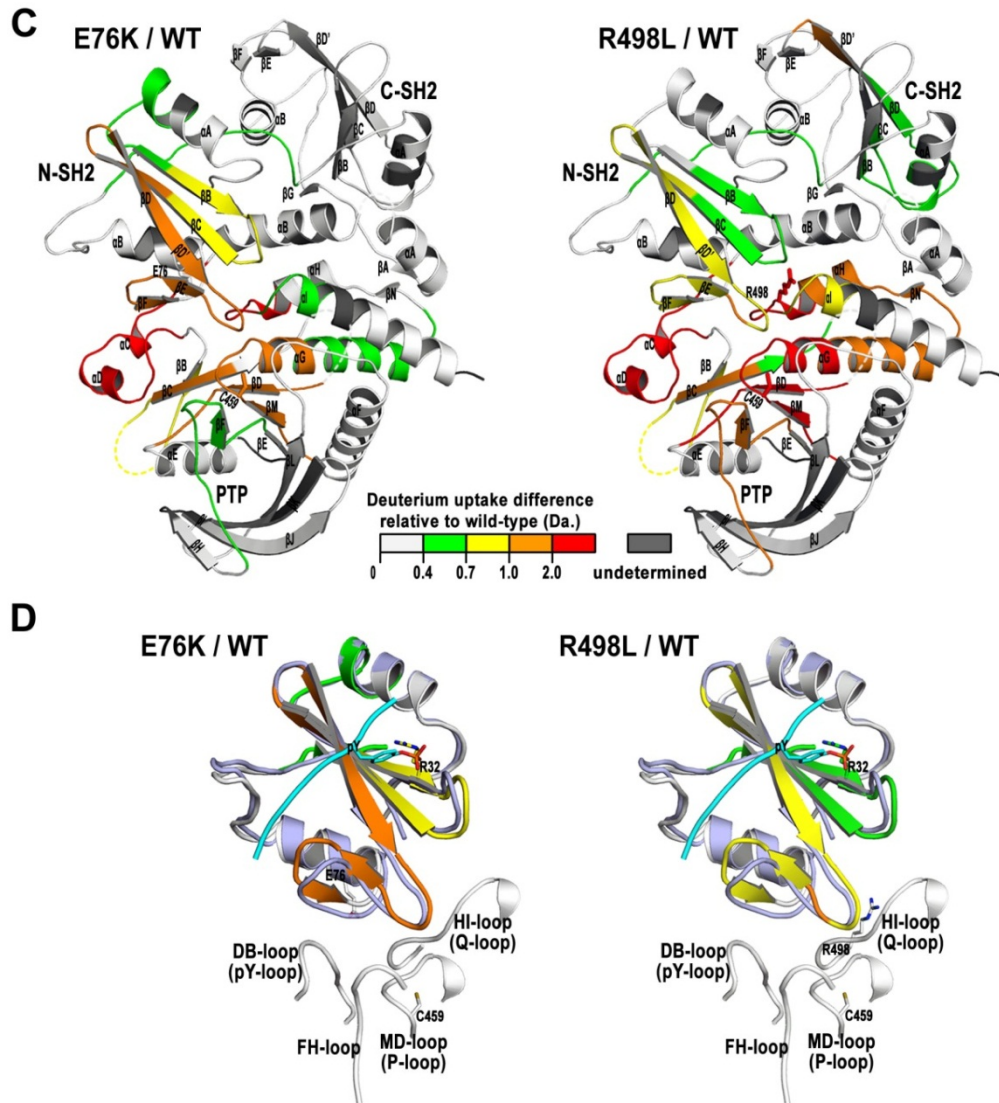 C
E76K / WT
R498L / WT
βF
βE
βD'
C-SH2
αB
αA
βD
βC
βB
αA
N-SH2
βG
βD
βB
βC
αB
αB
βD'
E76
βE
βF
αH
βA
αA
βN
αI
αC
αD
βB
βC
αG
βD
C459
βM
βF
αF
αE
βE
βL
PTP
βH
βJ
βF
βE
βD'
C-SH2
αB
αA
βD
βC
βB
αA
N-SH2
βG
βD
βB
βC
αB
αB
βD'
βE
βF
R498
αH
βA
αA
βN
αI
αC
αD
βB
βC
αG
βD
C459
βM
βF
αF
αE
βE
βL
PTP
βH
βJ
Deuterium uptake difference
relative to wild-type (Da.)
0 0.4 0.7 1.0 2.0 undetermined
D
E76K / WT
R498L / WT
pY
R32
E76
HI-loop
(Q-loop)
DB-loop
(pY-loop)
C459
FH-loop
MD-loop
(P-loop)
pY
R32
HI-loop
(Q-loop)
R498
DB-loop
(pY-loop)
C459
FH-loop
MD-loop
(P-loop)